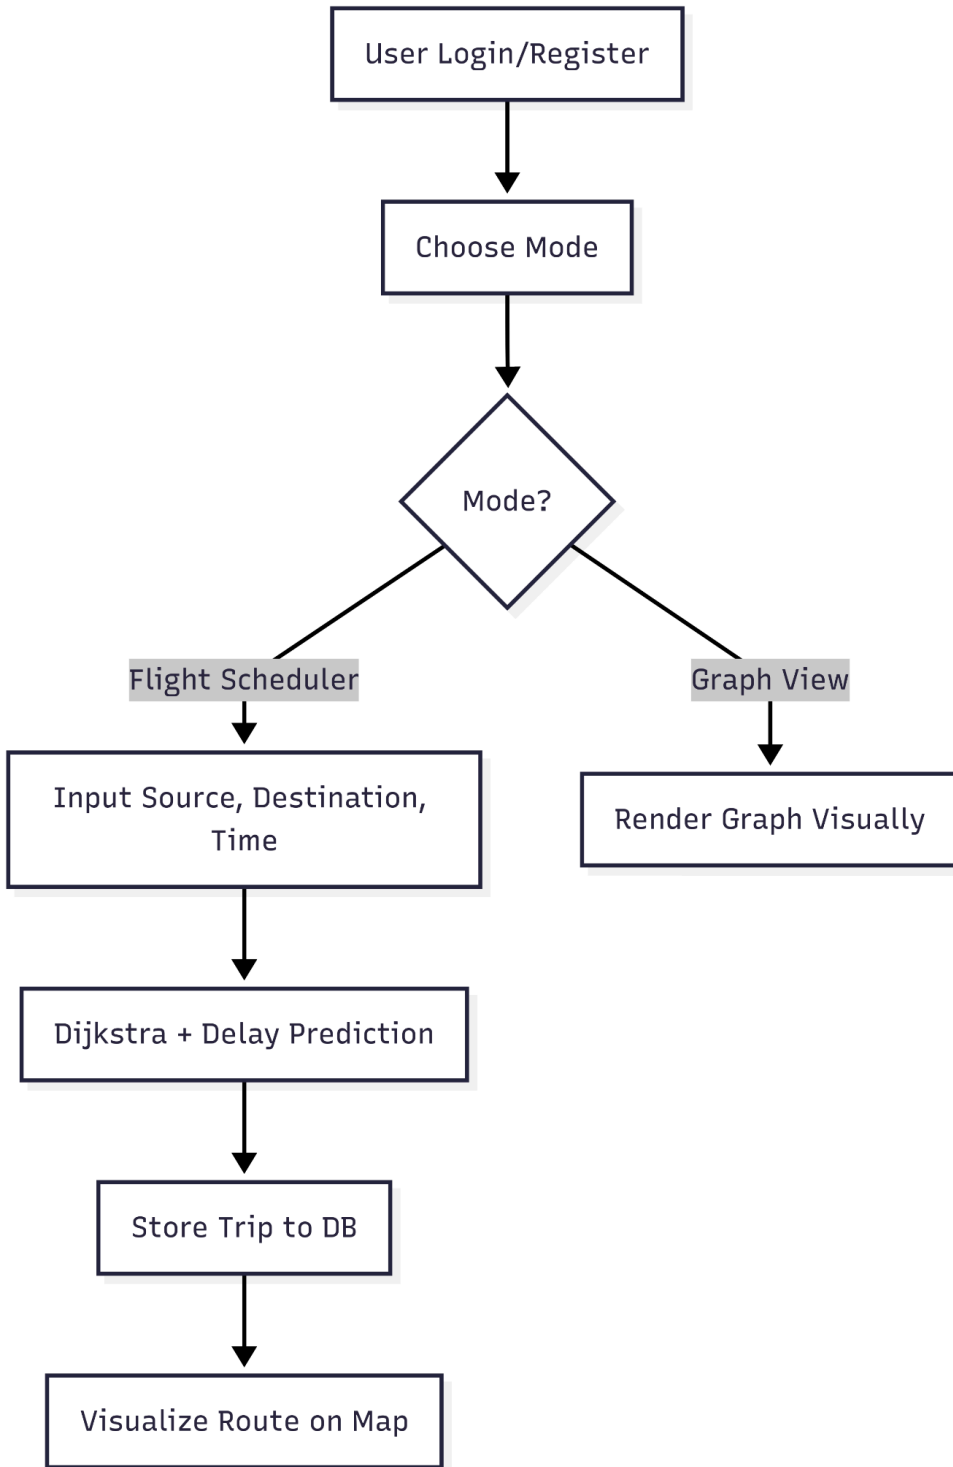 User Login/Register
Choose Mode
Mode?
Flight Scheduler
Graph View
Input Source, Destination,
Time
Render Graph Visually
Dijkstra + Delay Prediction
Store Trip to DB
Visualize Route on Map